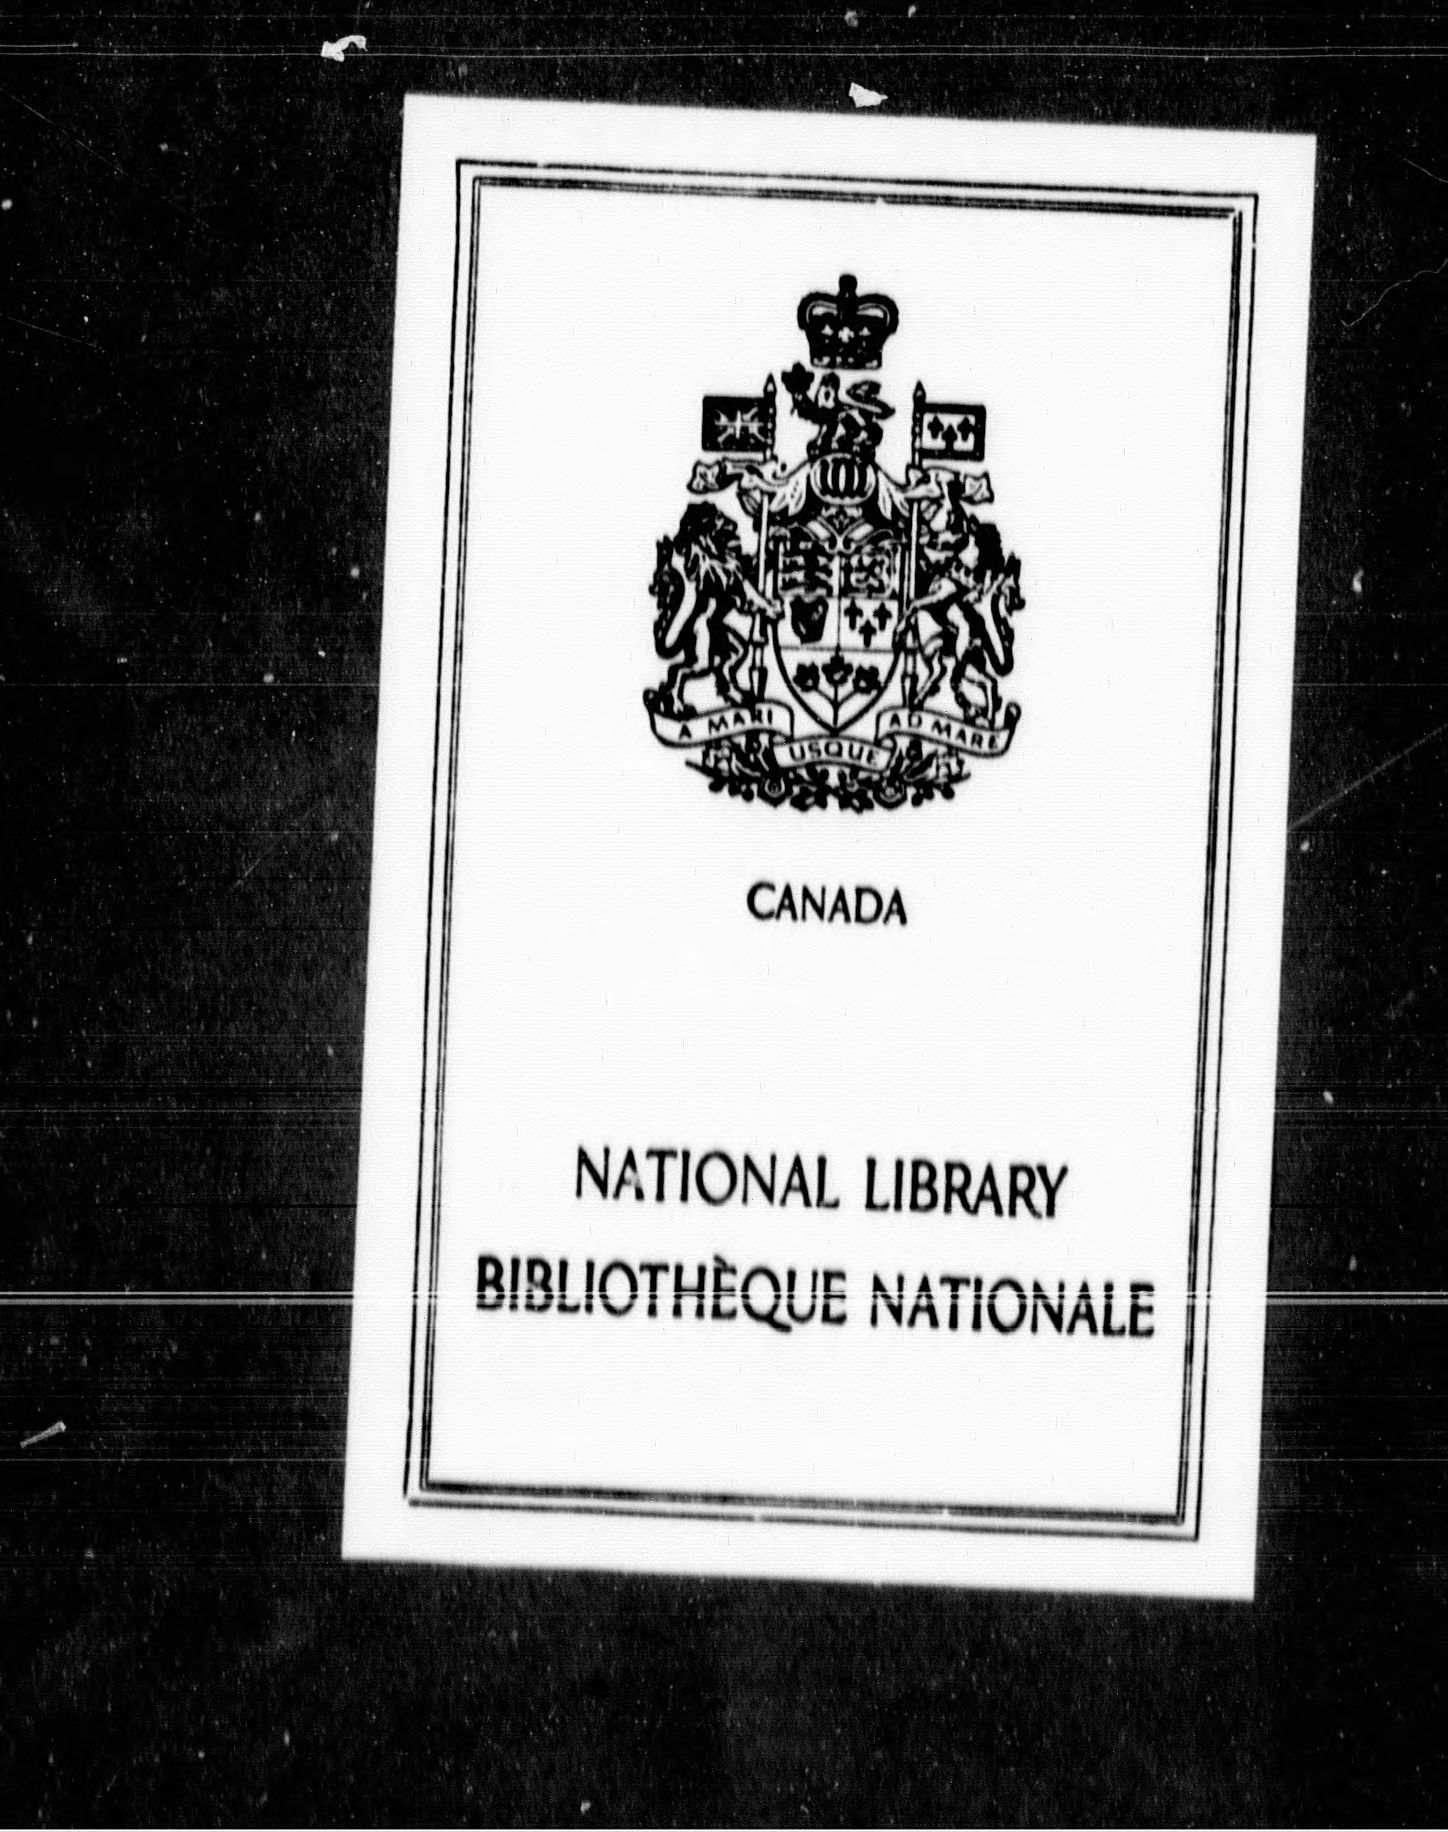 A MARI USQUE AD MARE
CANADA
NATIONAL LIBRARY
BIBLIOTHÈQUE NATIONALE